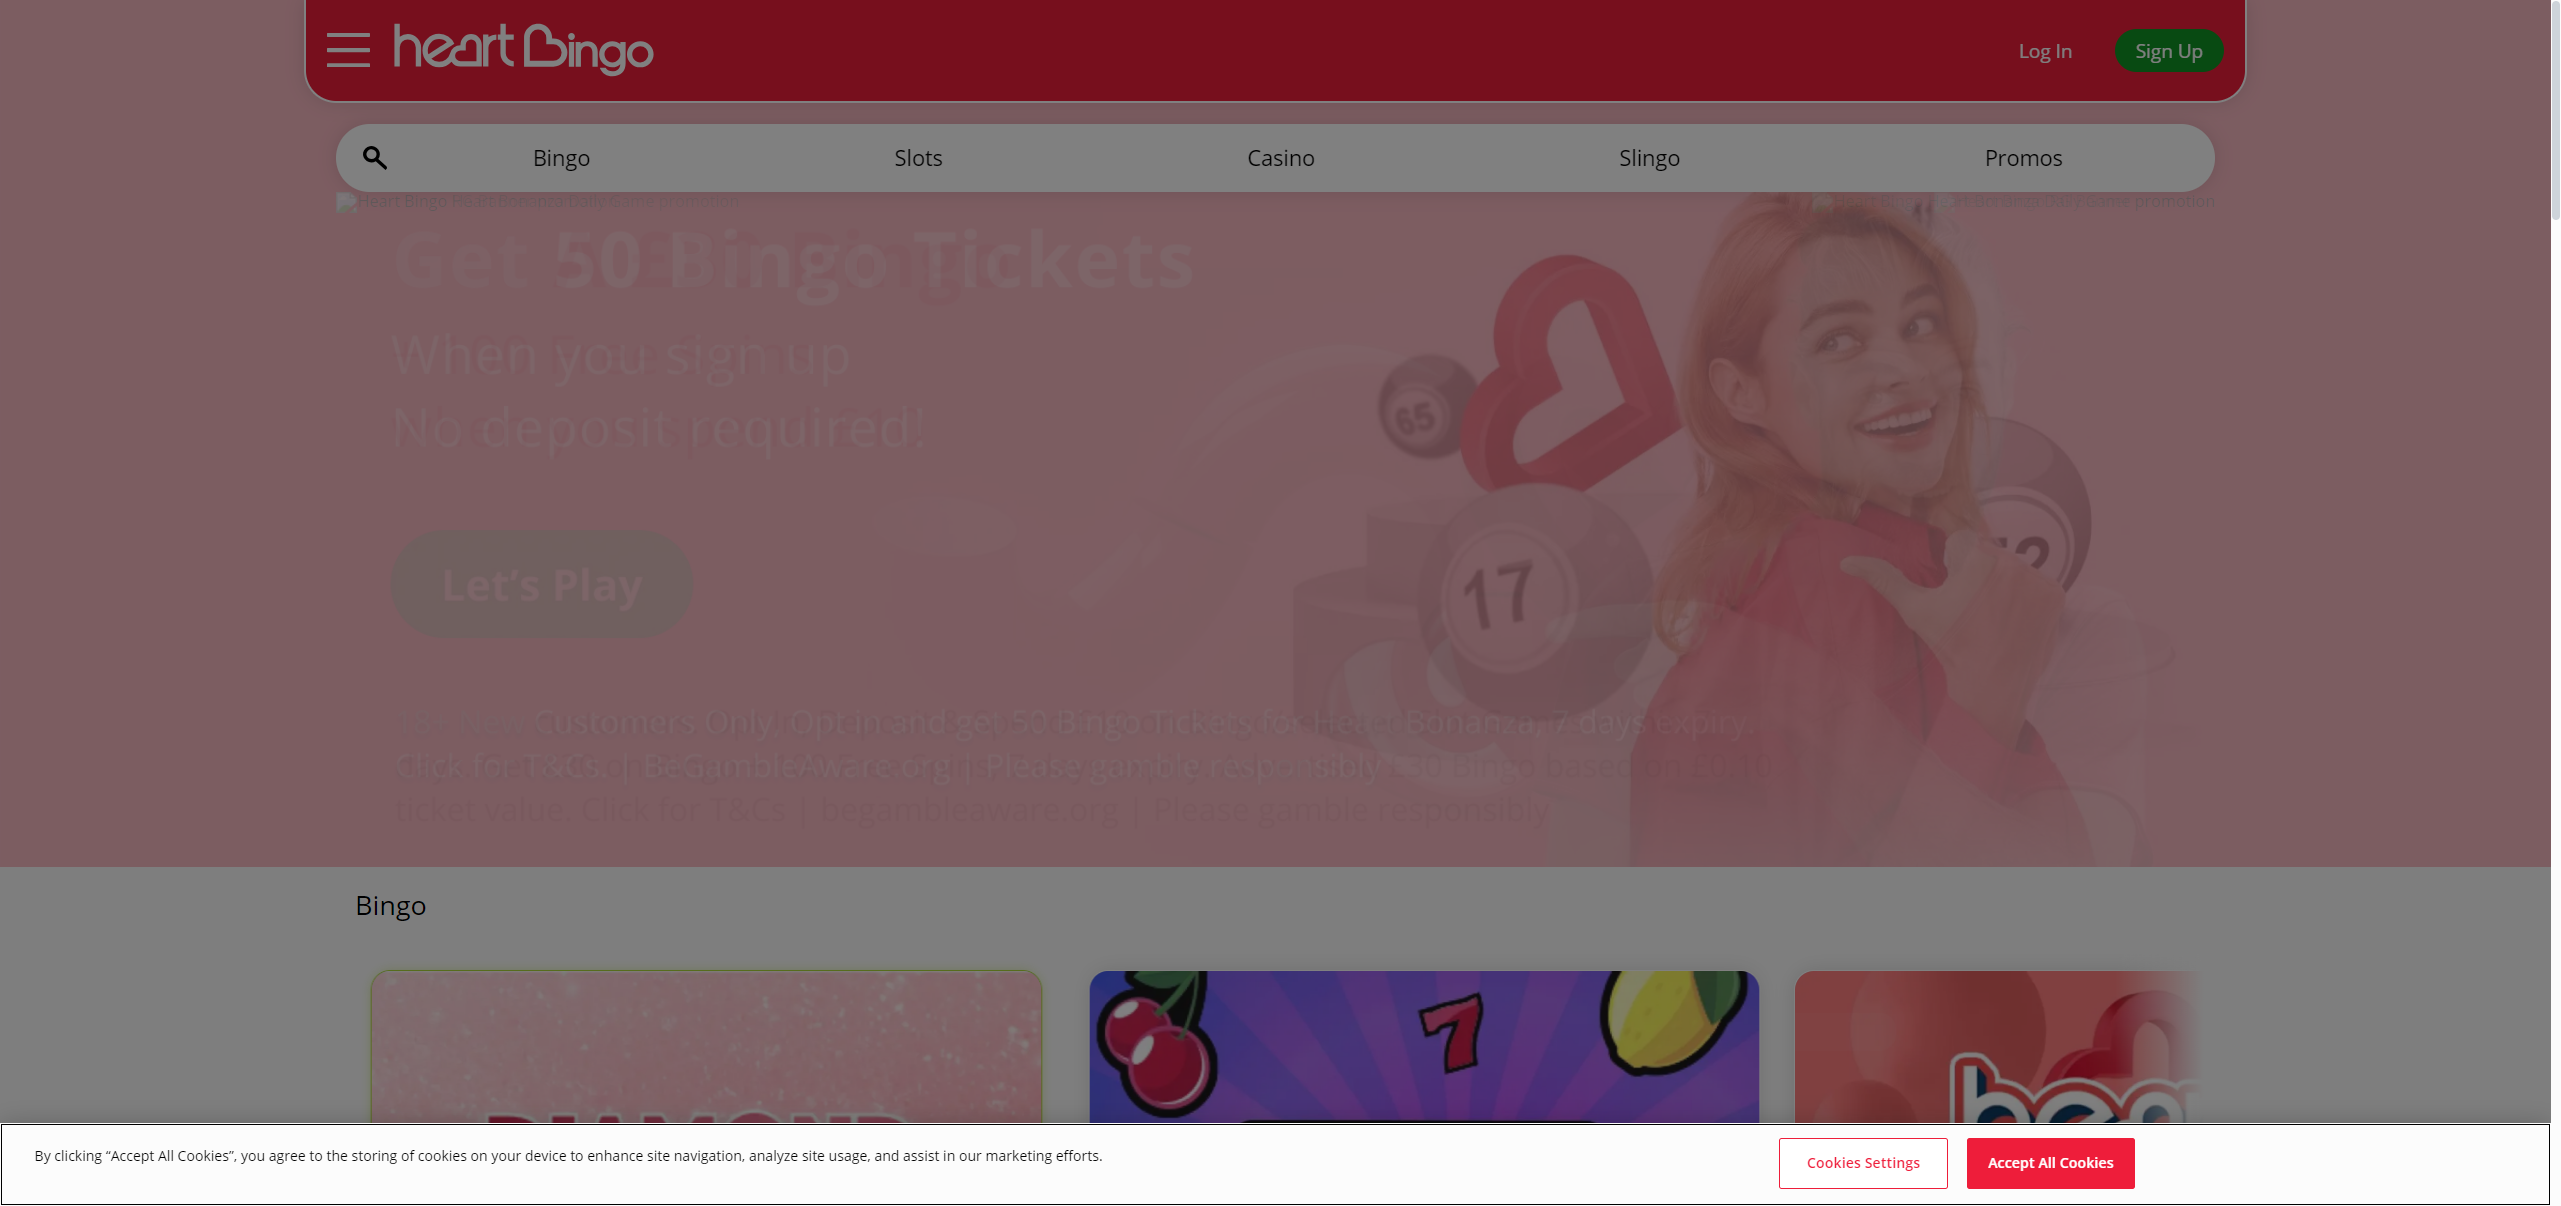 heart Bingo
Log In
Sign Up
Bingo
Slots
Casino
Slingo
Promos
Heart Bingo Heart Bonanza Daily Game promotion
Get 50 Bingo Tickets
When you sign up
No deposit required!
65
17
Let's Play
18+ New Customers Only. Opt in and get 50 Bingo Tickets for Heart Bonanza, 7 days expiry.
Click for T&Cs. | BeGambleAware.org | Please gamble responsibly £30 Bingo based on £0.10
ticket value. Click for T&Cs | begambleaware.org | Please gamble responsibly
Bingo
7
DIAMOND
By clicking “Accept All Cookies”, you agree to the storing of cookies on your device to enhance site navigation, analyze site usage, and assist in our marketing efforts.
Cookies Settings
Accept All Cookies